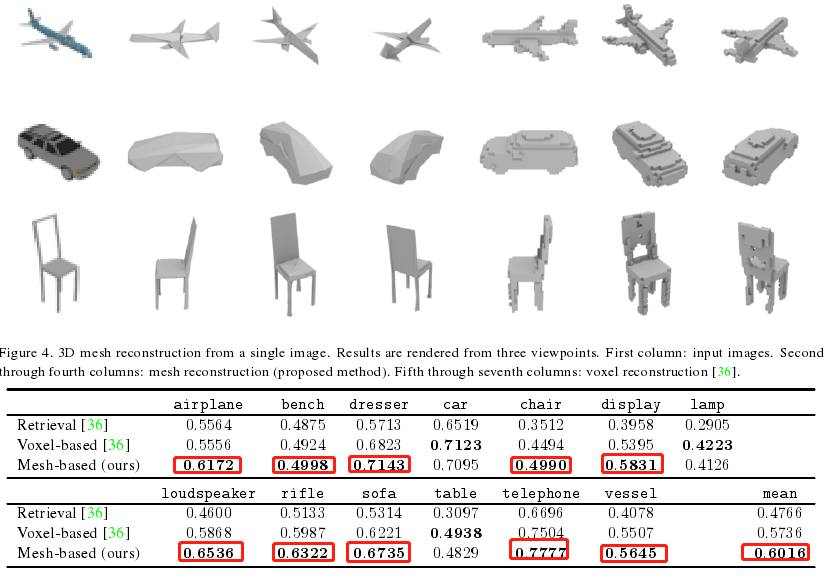 Figure 4. 3D mesh reconstruction from a single image. Results are rendered from three viewpoints. First column: input images. Second
through fourth columns: mesh reconstruction (proposed method). Fifth through seventh columns: voxel reconstruction [36].
airplane bench dresser car chair display lamp
Retrieval [36] 0.5564 0.4875 0.5713 0.6519 0.3512 0.3958 0.2905
Voxel-based [36] 0.5556 0.4924 0.6823 0.7123 0.4494 0.5395 0.4223
Mesh-based (ours) 0.6172 0.4998 0.7143 0.7095 0.4990 0.5831 0.4126
loudspeaker rifle sofa table telephone vessel mean
Retrieval [36] 0.4600 0.5133 0.5314 0.3097 0.6696 0.4078 0.4766
Voxel-based [36] 0.5868 0.5987 0.6221 0.4938 0.7504 0.5507 0.5736
Mesh-based (ours) 0.6536 0.6322 0.6735 0.4829 0.7777 0.5645 0.6016